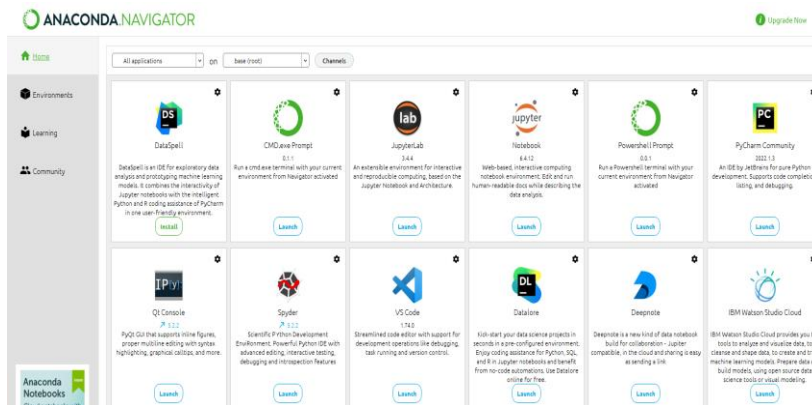 ANACONDA.NAVIGATOR
Upgrade Now
Home
Environments
Learning
Community
All applications
on
base (root)
Channels
DS
DataSpell
DataSpell is an IDE for exploratory data
analysis and prototyping machine learning
models. It combines the interactivity of
Jupyter notebooks with the intelligent
Python and R coding assistance of PyCharm
in one user-friendly environment.
Install
CMD.exe Prompt
0.1.1
Run a cmd.exe terminal with your current
environment from Navigator activated
Launch
lab
JupyterLab
3.4.4
An extensible environment for interactive
and reproducible computing, based on the
Jupyter Notebook and Architecture.
Launch
jupyter
Notebook
6.4.12
Web-based, interactive computing
notebook environment. Edit and run
human-readable docs while describing the
data analysis.
Launch
Powershell Prompt
0.0.1
Run a Powershell terminal with your
current environment from Navigator
activated
Launch
PC
PyCharm Community
2022.1.3
An IDE by JetBrains for pure Python
development. Supports code completion
listing, and debugging.
Launch
IP[y]:
Qt Console
5.2.2
PyQt GUI that supports inline figures,
proper multiline editing with syntax
highlighting, graphical calltips, and more.
Launch
Spyder
5.2.2
Scientific PYthon Development
EnviRonment. Powerful Python IDE with
advanced editing, interactive testing,
debugging and introspection features
Launch
VS Code
1.74.0
Streamlined code editor with support for
development operations like debugging,
task running and version control.
Launch
DL
Datalore
Kick-start your data science projects in
seconds in a pre-configured environment.
Enjoy coding assistance for Python, SQL,
and R in Jupyter notebooks and benefit
from no-code automations. Use Datalore
online for free.
Launch
Deepnote
Deepnote is a new kind of data notebook
built for collaboration - Jupyter
compatible, in the cloud and sharing is easy
as sending a link
Launch
IBM Watson Studio Cloud
IBM Watson Studio Cloud provides you
tools to analyze and visualize data, to
cleanse and shape data, to create and
machine learning models. Prepare data
build models, using open source data
science tools or visual modeling.
Launch
Anaconda
Notebooks